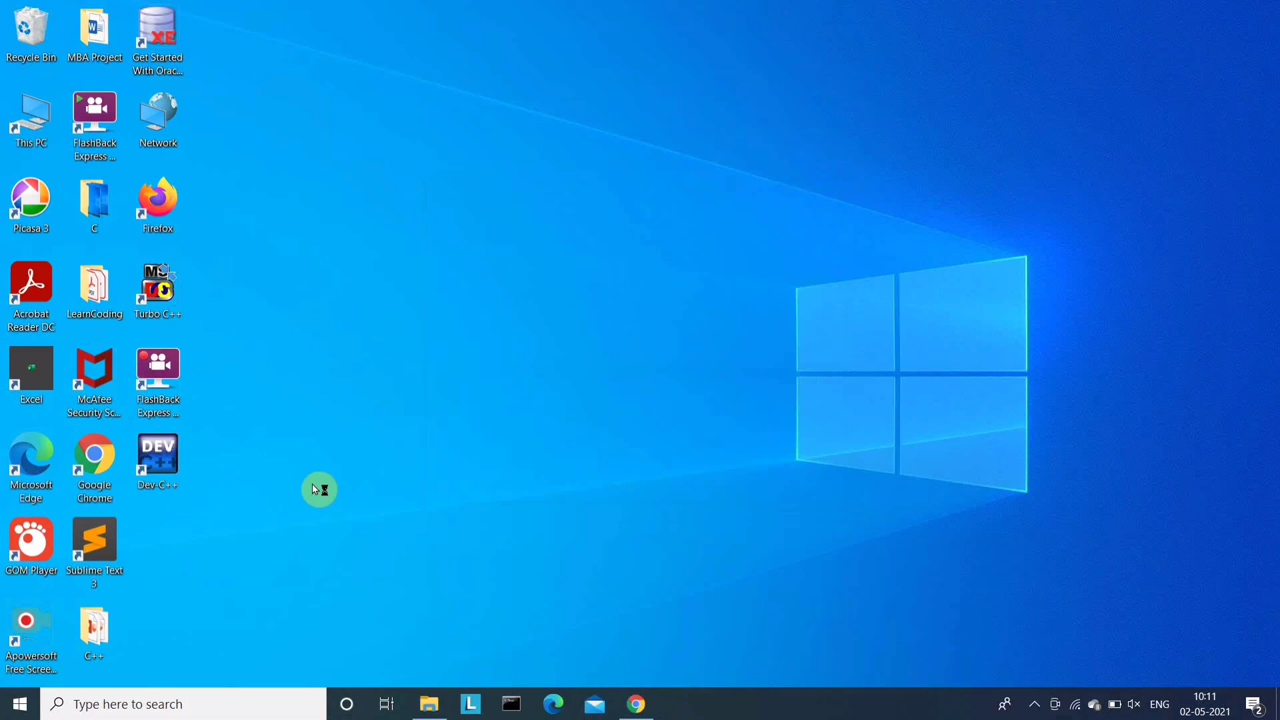 Recycle Bin
MBA Project
Get Started
With Orac...
This PC
FlashBack
Express ...
Network
Picasa 3
C
Firefox
Acrobat
Reader DC
LearnCoding
Turbo C++
Excel
McAfee
Security Sc...
FlashBack
Express ...
DEV
C++
Microsoft
Edge
Google
Chrome
Dev-C++
GOM Player
Sublime Text
3
Apowersoft
Free Scree...
C++
Type here to search
ENG
10:11
02-05-2021
2